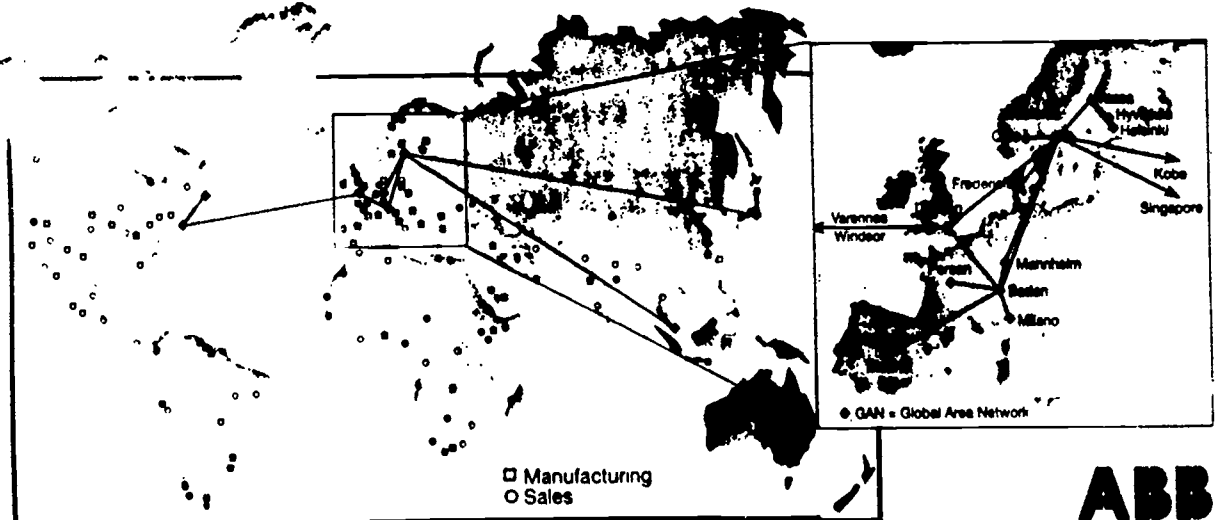 Helsinki
Kobe
Singapore
Varennes
Windsor
Mannheim
Baden
Milano
GAN = Global Area Network
Manufacturing
Sales
ABB